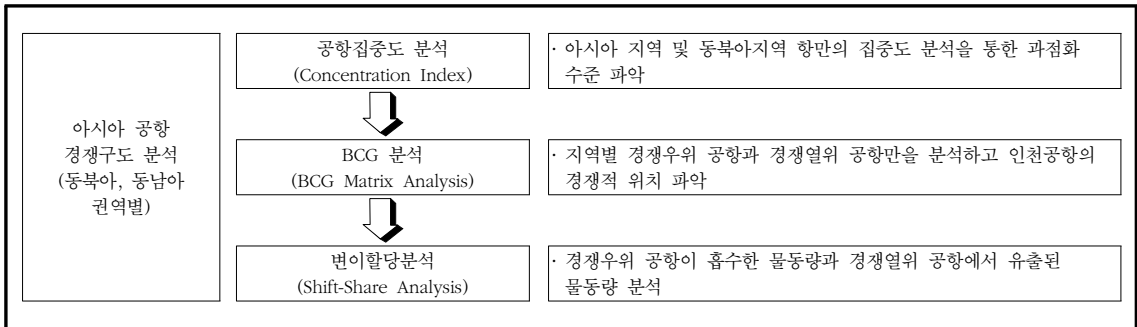 아시아 공항
경쟁구도 분석
(동북아, 동남아
권역별)
공항집중도 분석
(Concentration Index)
· 아시아 지역 및 동북아지역 항만의 집중도 분석을 통한 과점화
수준 파악
BCG 분석
(BCG Matrix Analysis)
· 지역별 경쟁우위 공항과 경쟁열위 공항만을 분석하고 인천공항의
경쟁적 위치 파악
변이할당분석
(Shift-Share Analysis)
· 경쟁우위 공항이 흡수한 물동량과 경쟁열위 공항에서 유출된
물동량 분석